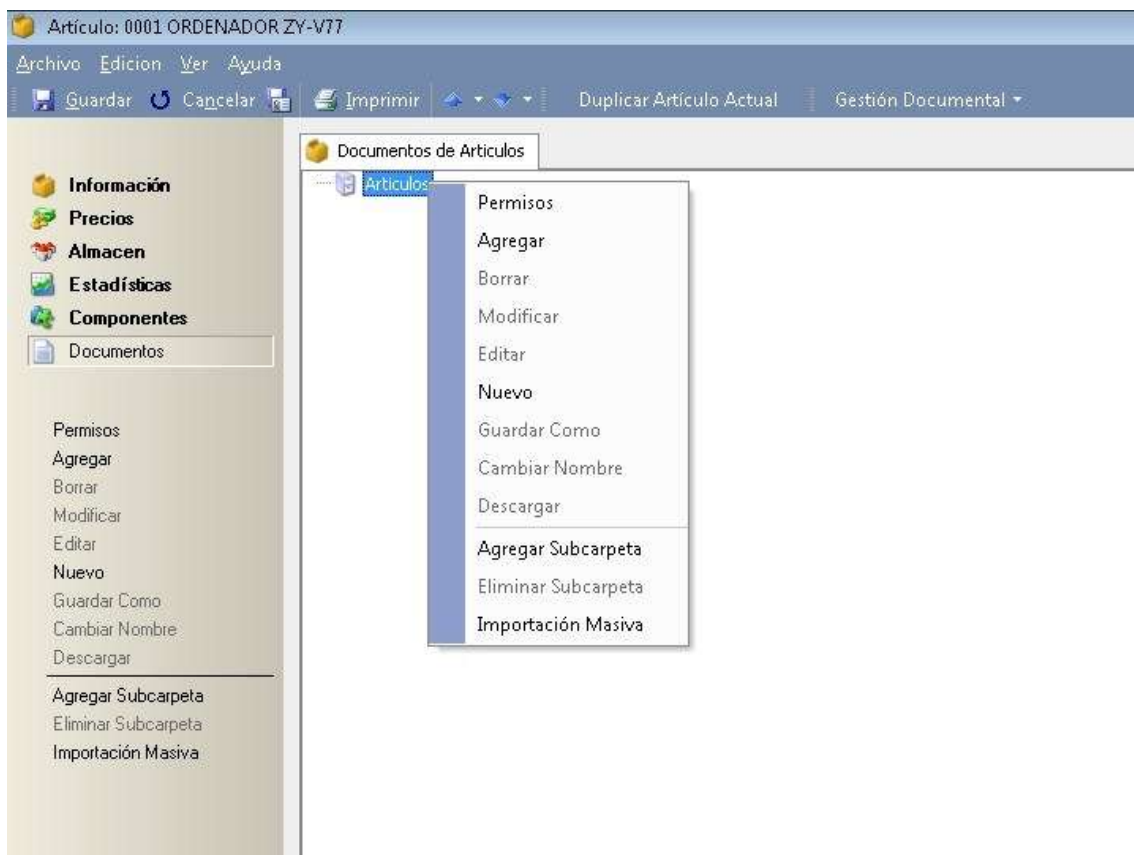 Artículo: 0001 ORDENADOR ZY-V77
Archivo Edicion Ver Ayuda
Guardar Cancelar Imprimir Duplicar Artículo Actual Gestión Documental
Documentos de Articulos
Articulos
Información
Precios
Almacen
Estadísticas
Componentes
Documentos
Permisos
Agregar
Borrar
Modificar
Editar
Nuevo
Guardar Como
Cambiar Nombre
Descargar
Agregar Subcarpeta
Eliminar Subcarpeta
Importación Masiva
Permisos
Agregar
Borrar
Modificar
Editar
Nuevo
Guardar Como
Cambiar Nombre
Descargar
Agregar Subcarpeta
Eliminar Subcarpeta
Importación Masiva